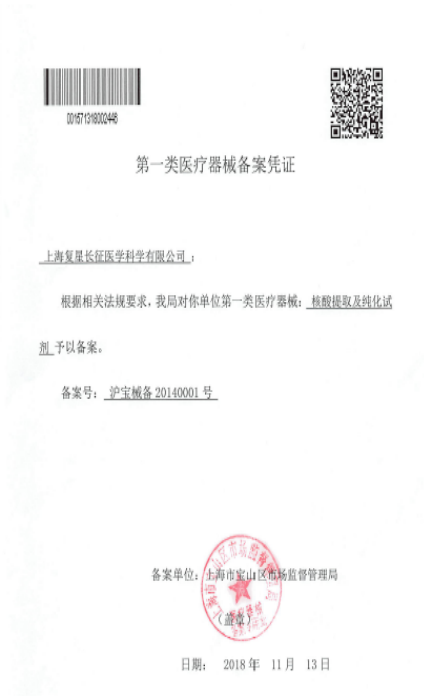 001571318002448
第一类医疗器械备案凭证
上海复星长征医学科学有限公司：
根据相关法规要求，我局对你单位第一类医疗器械：核酸提取及纯化试
剂 予以备案。
备案号：沪宝械备 20140001 号
备案单位：上海市宝山区市场监督管理局
（盖章）
日期： 2018 年 11 月 13 日